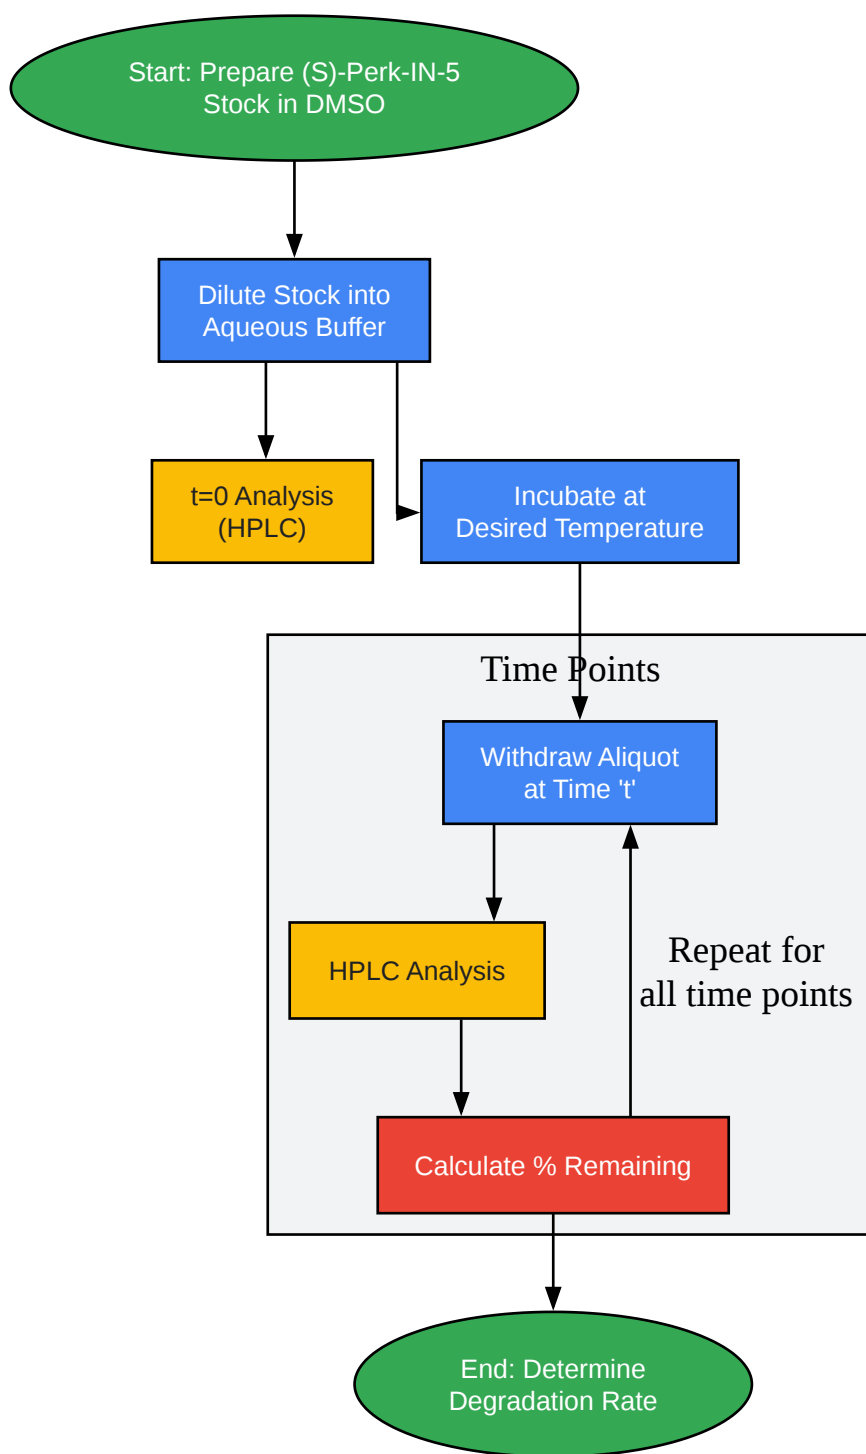 Start: Prepare (S)-Perk-IN-5
Stock in DMSO
Dilute Stock into
Aqueous Buffer
t=0 Analysis
(HPLC)
Incubate at
Desired Temperature
Time Points
Withdraw Aliquot
at Time 't'
HPLC Analysis
Repeat for
all time points
Calculate % Remaining
End: Determine
Degradation Rate